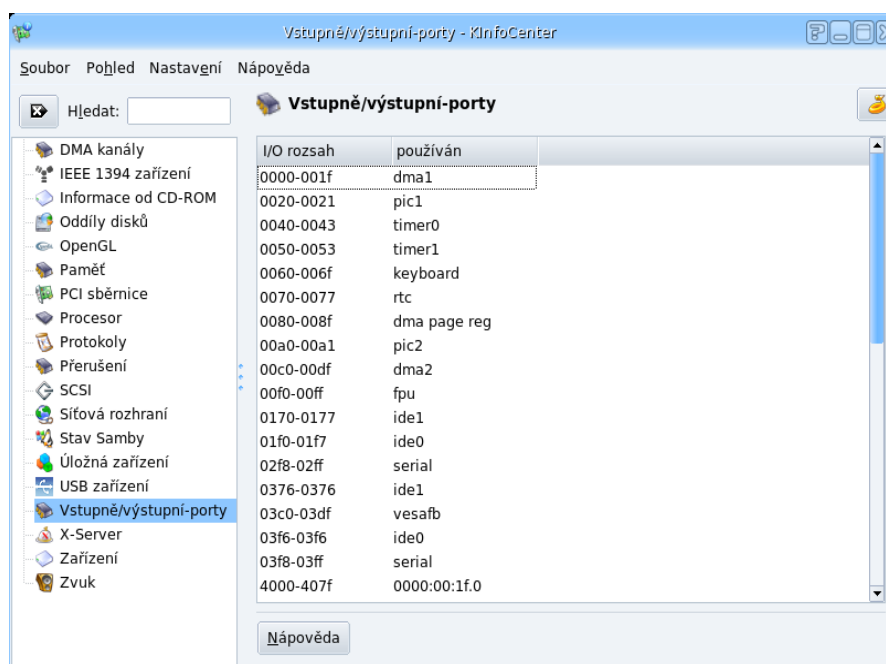 Vstupně/výstupní-porty - KInfoCenter
Soubor Pohled Nastavení Nápověda
Hledat:
Vstupně/výstupní-porty
DMA kanály
IEEE 1394 zařízení
Informace od CD-ROM
Oddíly disků
OpenGL
Paměť
PCI sběrnice
Procesor
Protokoly
Přerušení
SCSI
Síťová rozhraní
Stav Samby
Úložná zařízení
USB zařízení
Vstupně/výstupní-porty
X-Server
Zařízení
Zvuk
I/O rozsah používán
0000-001f dma1
0020-0021 pic1
0040-0043 timer0
0050-0053 timer1
0060-006f keyboard
0070-0077 rtc
0080-008f dma page reg
00a0-00a1 pic2
00c0-00df dma2
00f0-00ff fpu
0170-0177 ide1
01f0-01f7 ide0
02f8-02ff serial
0376-0376 ide1
03c0-03df vesafb
03f6-03f6 ide0
03f8-03ff serial
4000-407f 0000:00:1f.0
Nápověda